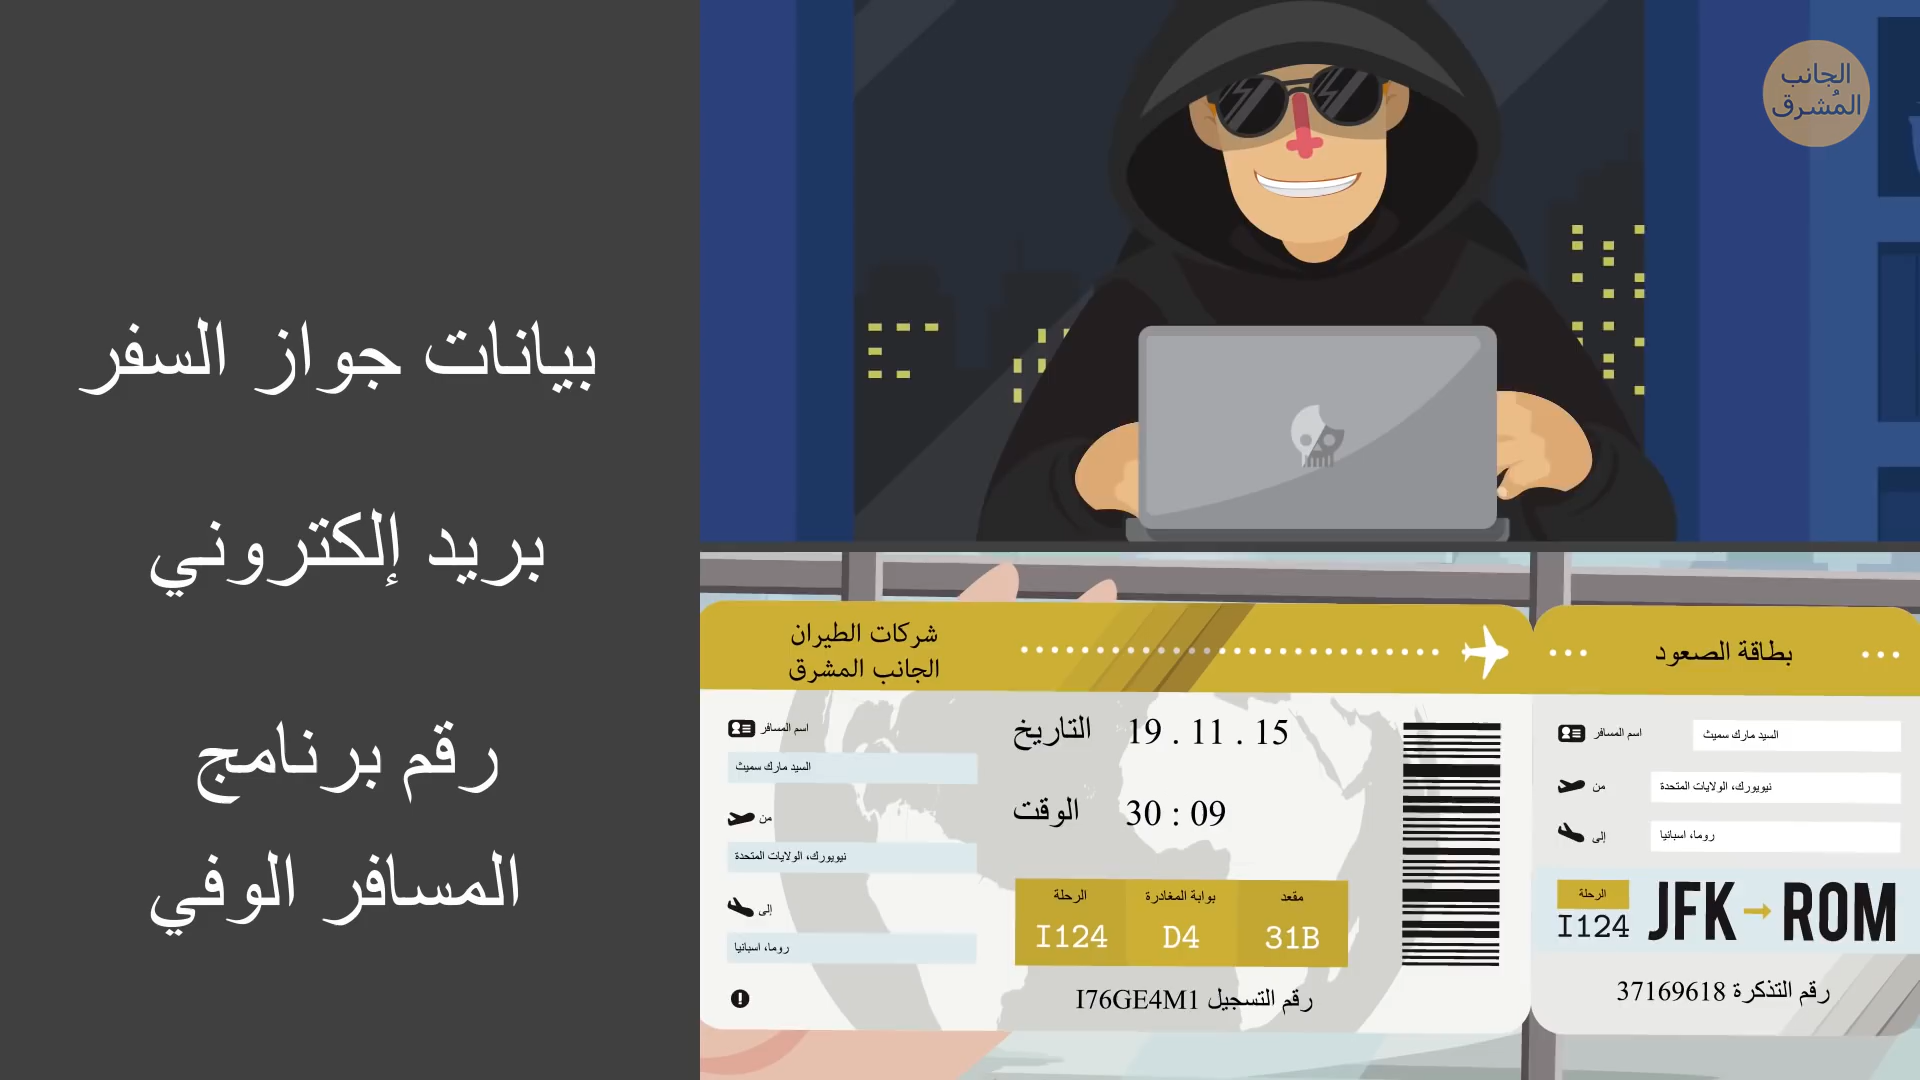 الجانب
المُشرق
بيانات جواز السفر
بريد إلكتروني
رقم برنامج
المسافر الوفي
شركات الطيران
الجانب المشرق
بطاقة الصعود
اسم المسافر
السيد مارك سميث
من
نيويورك، الولايات المتحدة
إلى
روما، اسبانيا
التاريخ 19 . 11 . 15
الوقت 30 : 09
الرحلة بوابة المغادرة مقعد
I124 D4 31B
رقم التسجيل I76GE4M1
اسم المسافر السيد مارك سميث
من نيويورك، الولايات المتحدة
إلى روما، اسبانيا
الرحلة
I124 JFK → ROM
رقم التذكرة 37169618